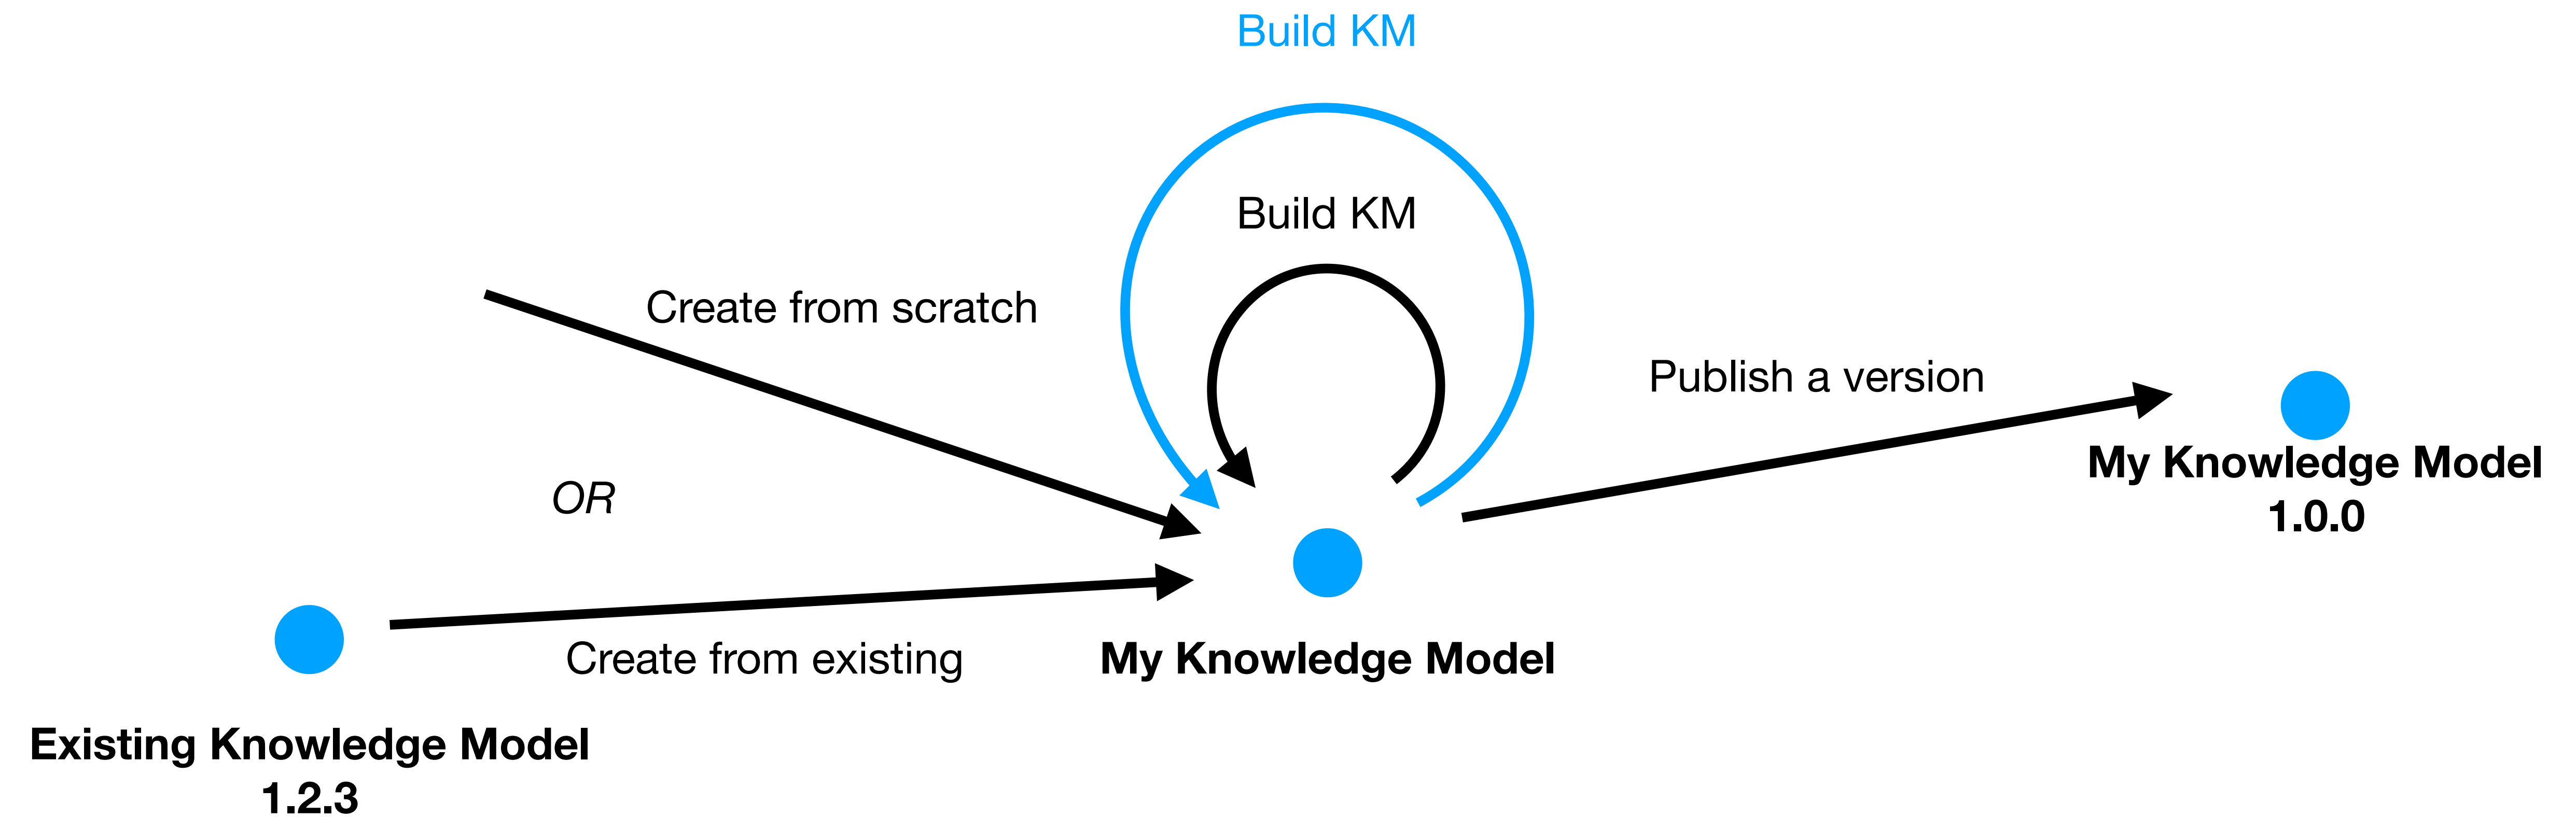 Build KM
Build KM
Create from scratch
Publish a version
My Knowledge Model
1.0.0
OR
Create from existing
My Knowledge Model
Existing Knowledge Model
1.2.3